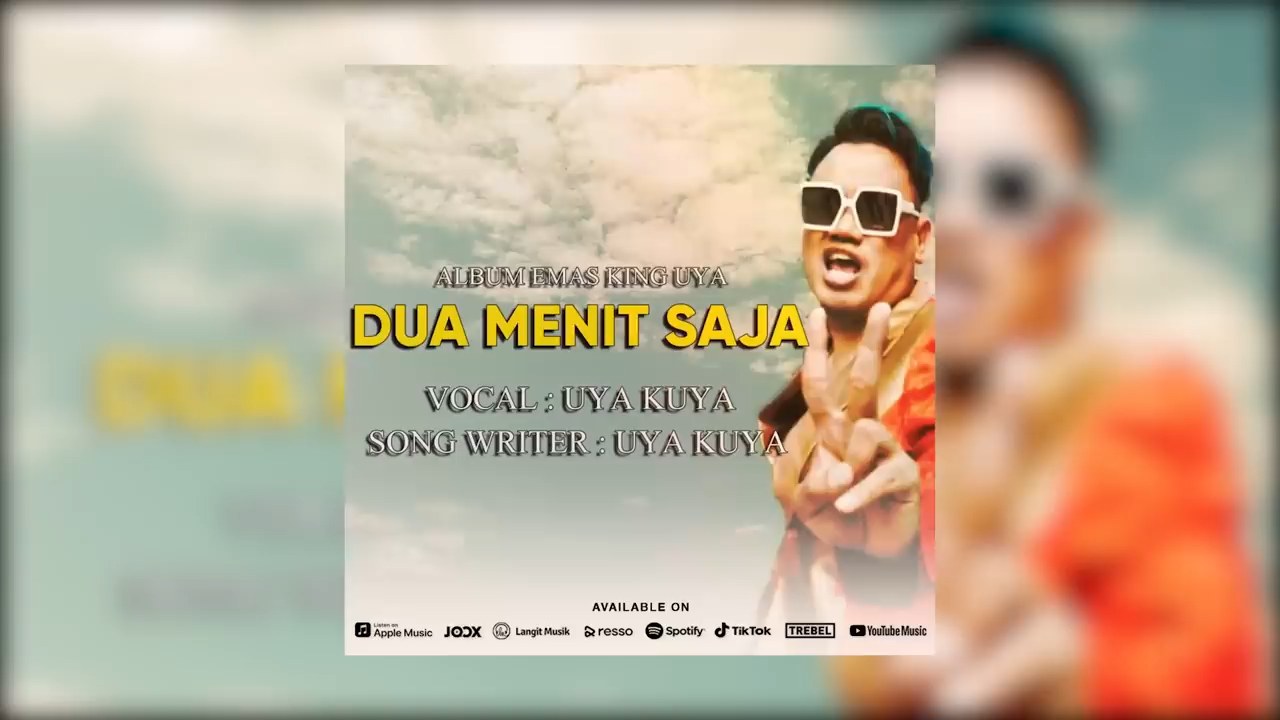 ALBUM EMAS KING UYA
DUA MENIT SAJA
VOCAL : UYA KUYA
SONG WRITER : UYA KUYA
AVAILABLE ON
Listen on Apple Music JOOX Langit Musik resso Spotify TikTok TREBEL YouTube Music